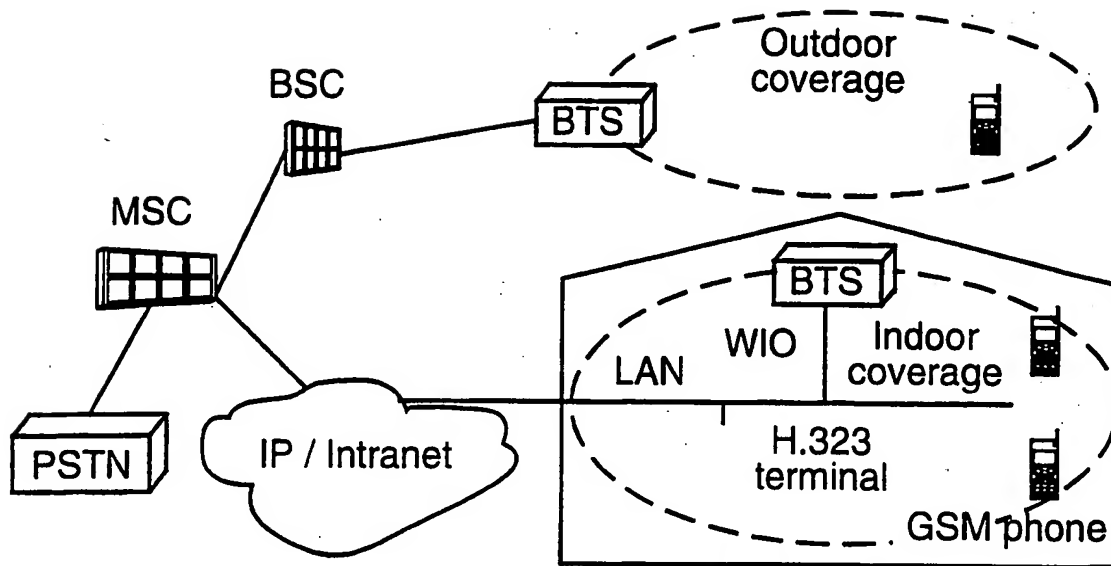 Outdoor
coverage
BSC
BTS
MSC
BTS
WIO
Indoor
coverage
LAN
IP / Intranet
H.323
terminal
PSTN
GSM phone